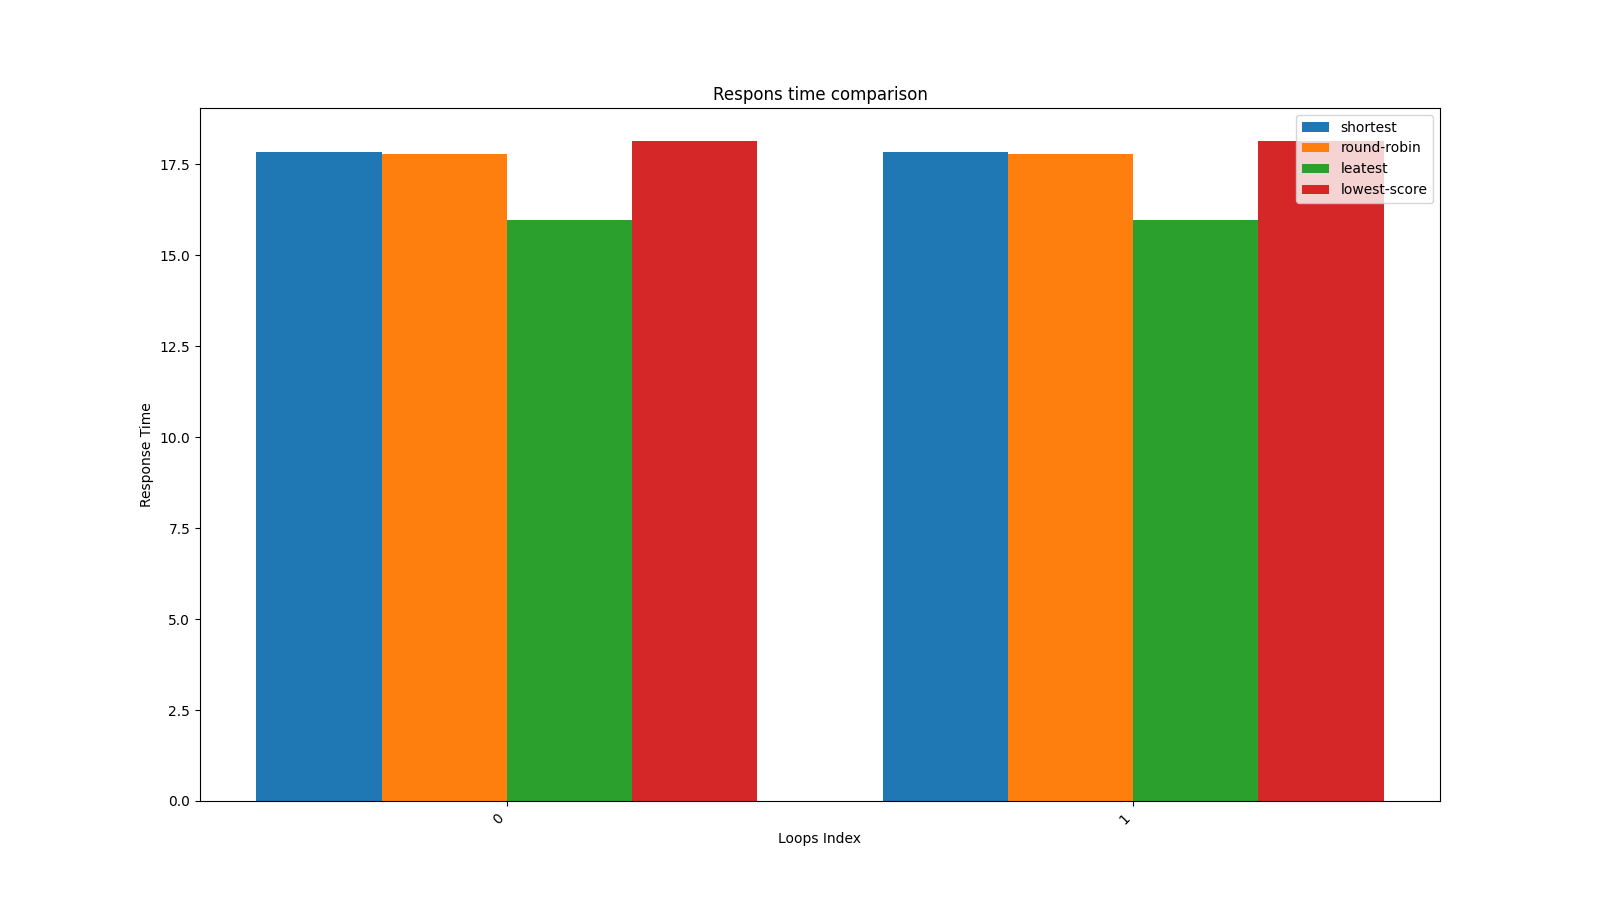 Respons time comparison
shortest
round-robin
leatest
lowest-score
17.5
15.0
12.5
10.0
7.5
5.0
2.5
0.0
Response Time
0
1
Loops Index